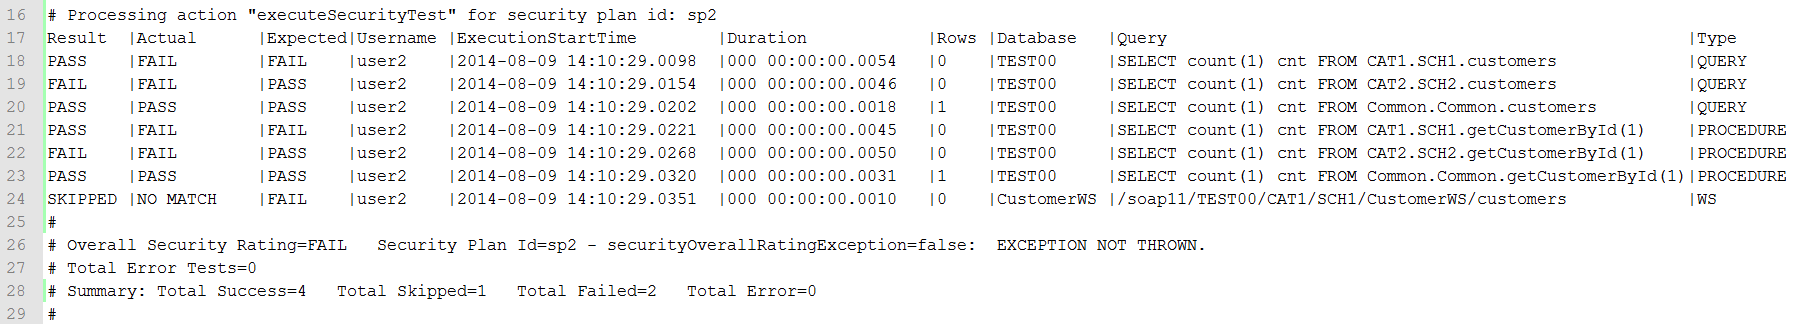 16 # Processing action "executeSecurityTest" for security plan id: sp2
17 Result  |Actual      |Expected|Username |ExecutionStartTime        |Duration            |Rows |Database   |Query                                                    |Type
18 PASS    |FAIL        |FAIL    |user2    |2014-08-09 14:10:29.0098  |000 00:00:00.0054   |0    |TEST00     |SELECT count(1) cnt FROM CAT1.SCH1.customers             |QUERY
19 FAIL    |FAIL        |PASS    |user2    |2014-08-09 14:10:29.0154  |000 00:00:00.0046   |0    |TEST00     |SELECT count(1) cnt FROM CAT2.SCH2.customers             |QUERY
20 PASS    |PASS        |PASS    |user2    |2014-08-09 14:10:29.0202  |000 00:00:00.0018   |1    |TEST00     |SELECT count(1) cnt FROM Common.Common.customers         |QUERY
21 PASS    |FAIL        |FAIL    |user2    |2014-08-09 14:10:29.0221  |000 00:00:00.0045   |0    |TEST00     |SELECT count(1) cnt FROM CAT1.SCH1.getCustomerById(1)    |PROCEDURE
22 FAIL    |FAIL        |PASS    |user2    |2014-08-09 14:10:29.0268  |000 00:00:00.0050   |0    |TEST00     |SELECT count(1) cnt FROM CAT2.SCH2.getCustomerById(1)    |PROCEDURE
23 PASS    |PASS        |PASS    |user2    |2014-08-09 14:10:29.0320  |000 00:00:00.0031   |1    |TEST00     |SELECT count(1) cnt FROM Common.Common.getCustomerById(1)|PROCEDURE
24 SKIPPED |NO MATCH    |FAIL    |user2    |2014-08-09 14:10:29.0351  |000 00:00:00.0010   |0    |CustomerWS |/soap11/TEST00/CAT1/SCH1/CustomerWS/customers            |WS
25 #
26 # Overall Security Rating=FAIL   Security Plan Id=sp2 - securityOverallRatingException=false:  EXCEPTION NOT THROWN.
27 # Total Error Tests=0
28 # Summary: Total Success=4   Total Skipped=1   Total Failed=2   Total Error=0
29 #